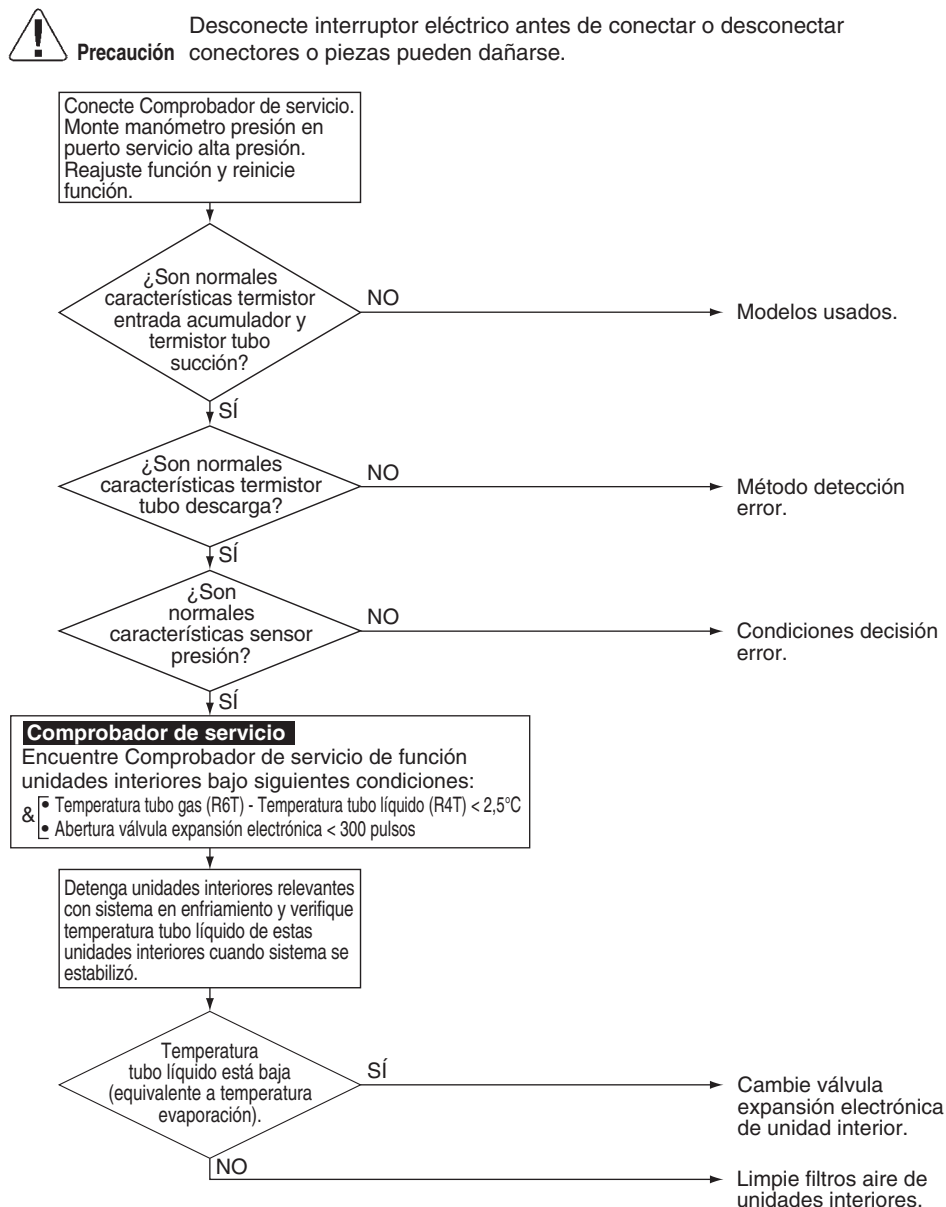 Desconecte interruptor eléctrico antes de conectar o desconectar
Precaución conectores o piezas pueden dañarse.
Conecte Comprobador de servicio.
Monte manómetro presión en
puerto servicio alta presión.
Reajuste función y reinicie
función.
¿Son normales
características termistor
entrada acumulador y
termistor tubo
succión?
NO
Modelos usados.
SÍ
¿Son normales
características termistor
tubo descarga?
NO
Método detección
error.
SÍ
¿Son
normales
características sensor
presión?
NO
Condiciones decisión
error.
SÍ
Comprobador de servicio
Encuentre Comprobador de servicio de función
unidades interiores bajo siguientes condiciones:
& • Temperatura tubo gas (R6T) - Temperatura tubo líquido (R4T) < 2,5°C
• Abertura válvula expansión electrónica < 300 pulsos
Detenga unidades interiores relevantes
con sistema en enfriamiento y verifique
temperatura tubo líquido de estas
unidades interiores cuando sistema se
estabilizó.
Temperatura
tubo líquido está baja
(equivalente a temperatura
evaporación).
SÍ
Cambie válvula
expansión electrónica
de unidad interior.
NO
Limpie filtros aire de
unidades interiores.